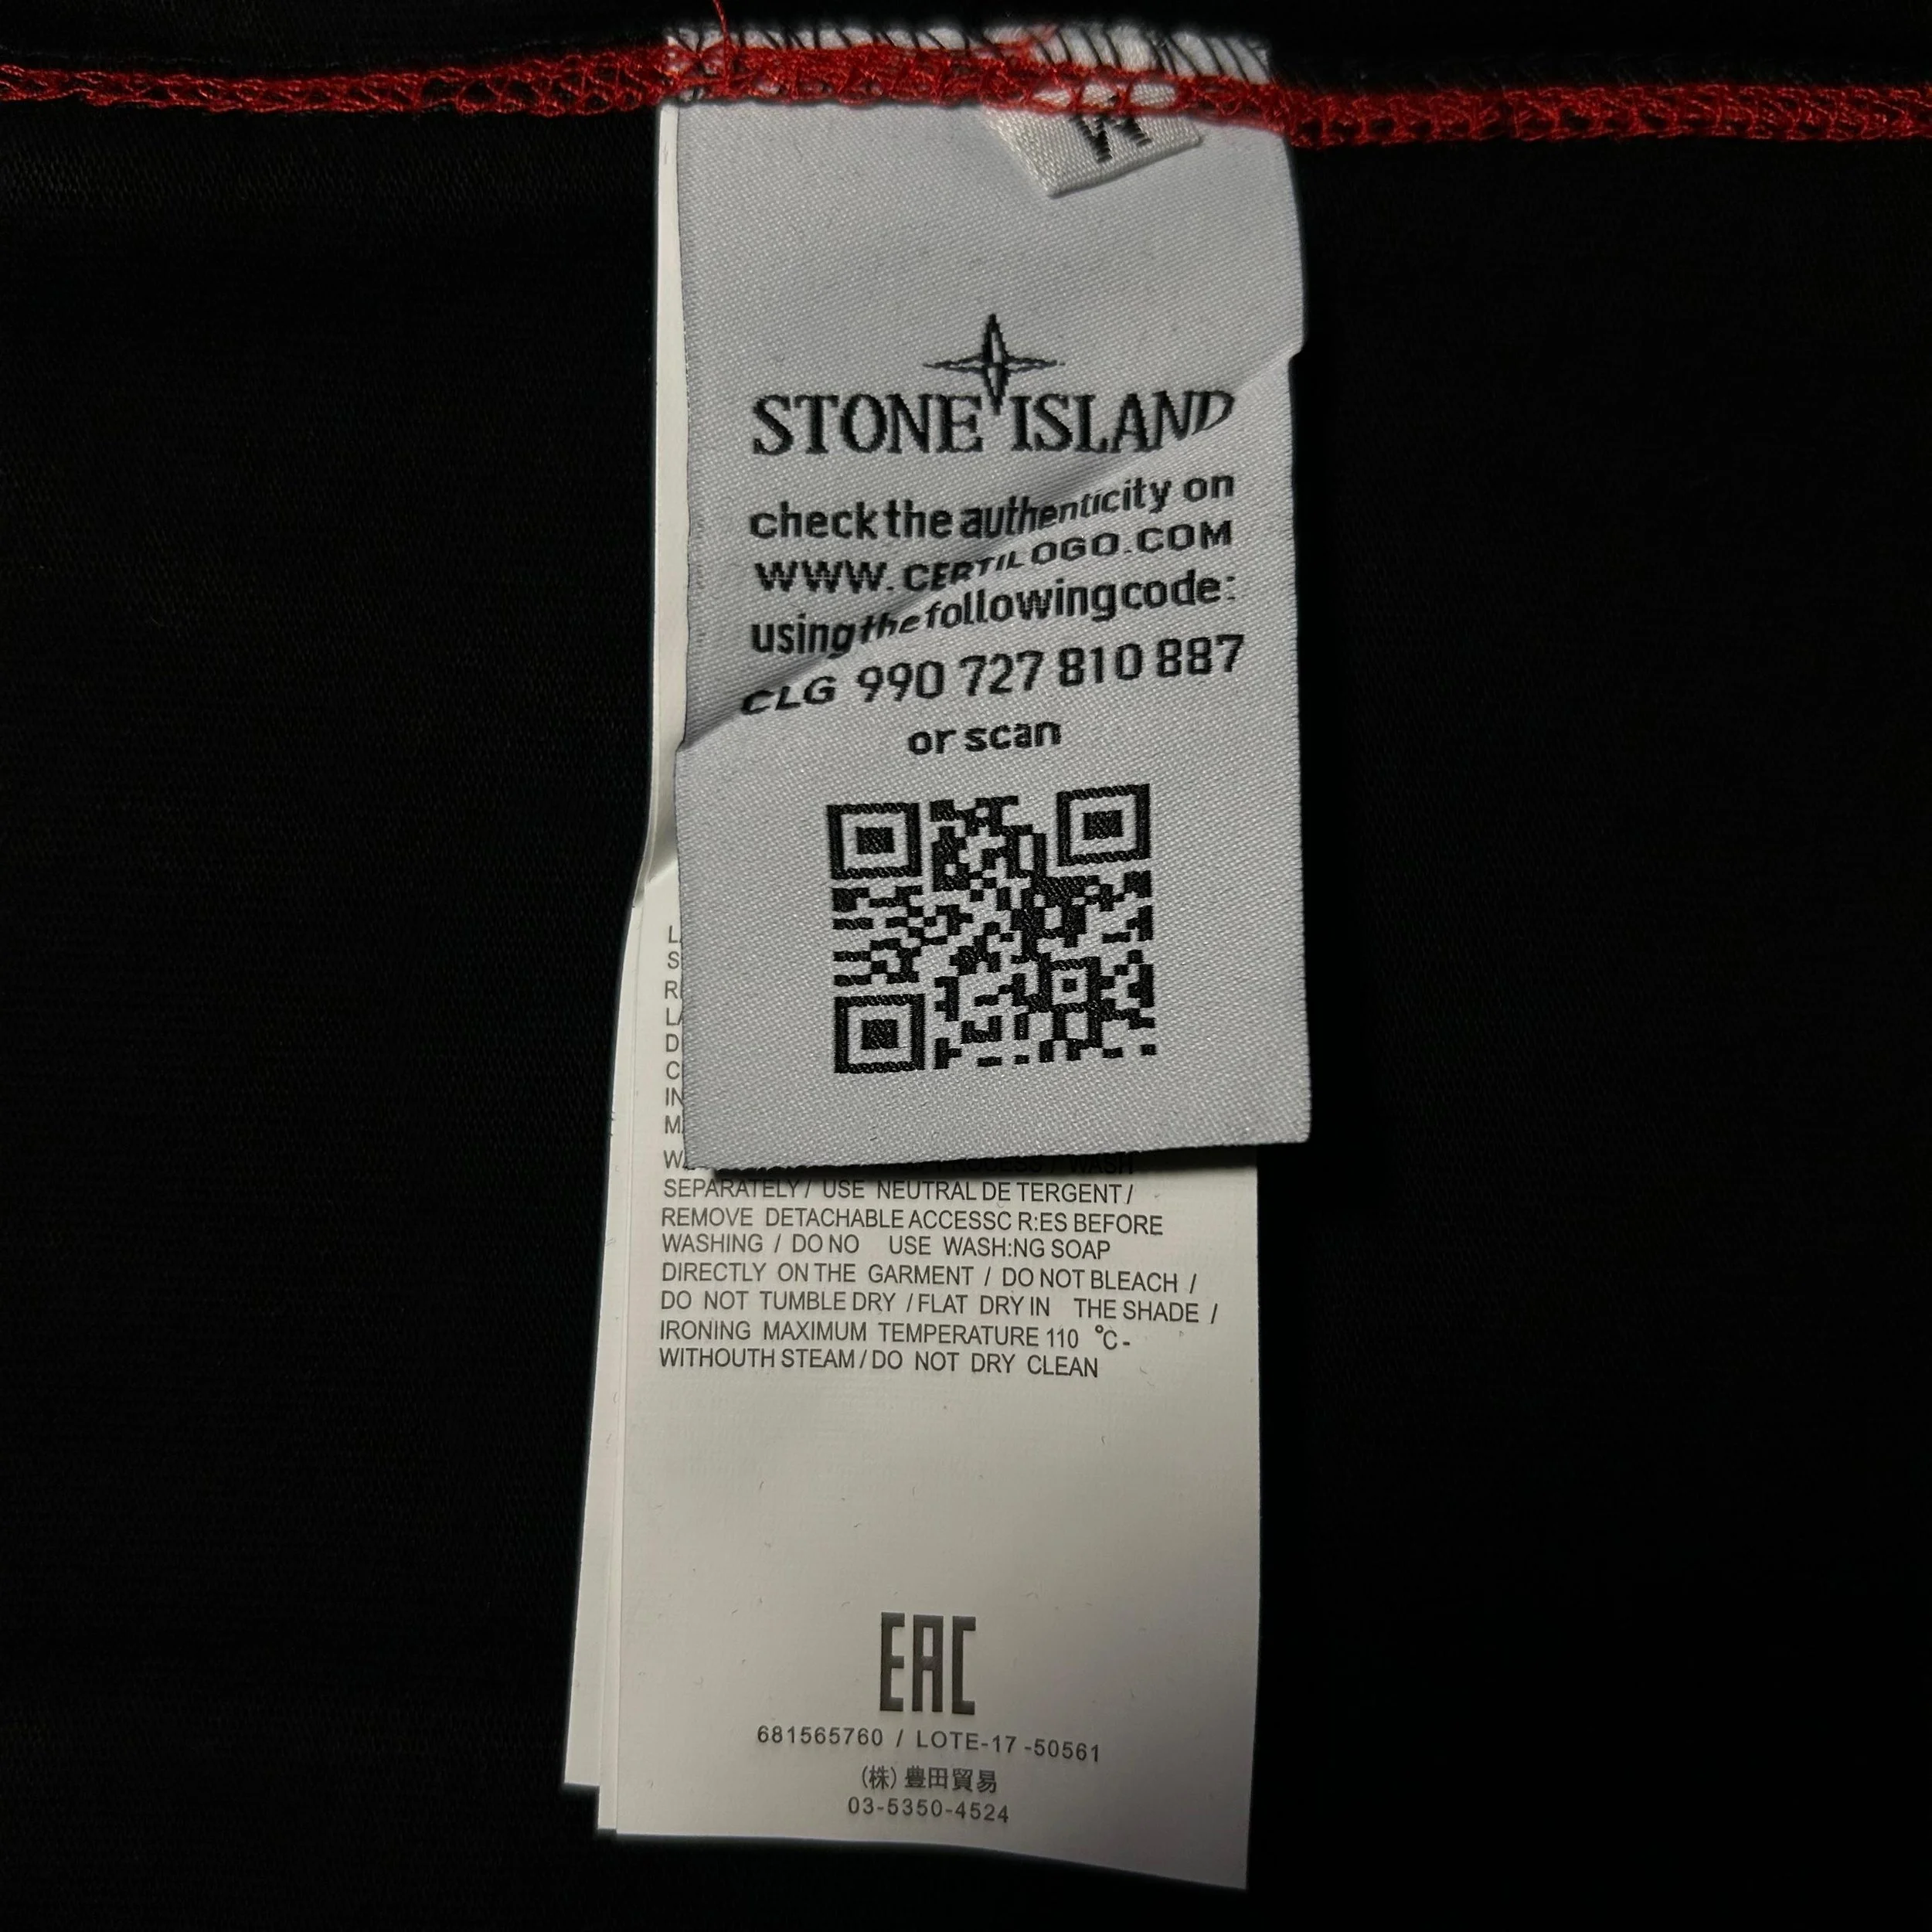 M
STONE ISLAND
check the authenticity on
WWW.CERTILOGO.COM
using the following code:
CLG 990 727 810 887
or scan
PROCESS / WASH
SEPARATELY / USE NEUTRAL DE TERGENT /
REMOVE DETACHABLE ACCESSC R:ES BEFORE
WASHING / DO NO USE WASH:NG SOAP
DIRECTLY ON THE GARMENT / DO NOT BLEACH /
DO NOT TUMBLE DRY / FLAT DRY IN THE SHADE /
IRONING MAXIMUM TEMPERATURE 110 °C -
WITHOUTH STEAM / DO NOT DRY CLEAN
EAC
681565760 / LOTE-17 -50561
(株) 豊田貿易
03-5350-4524